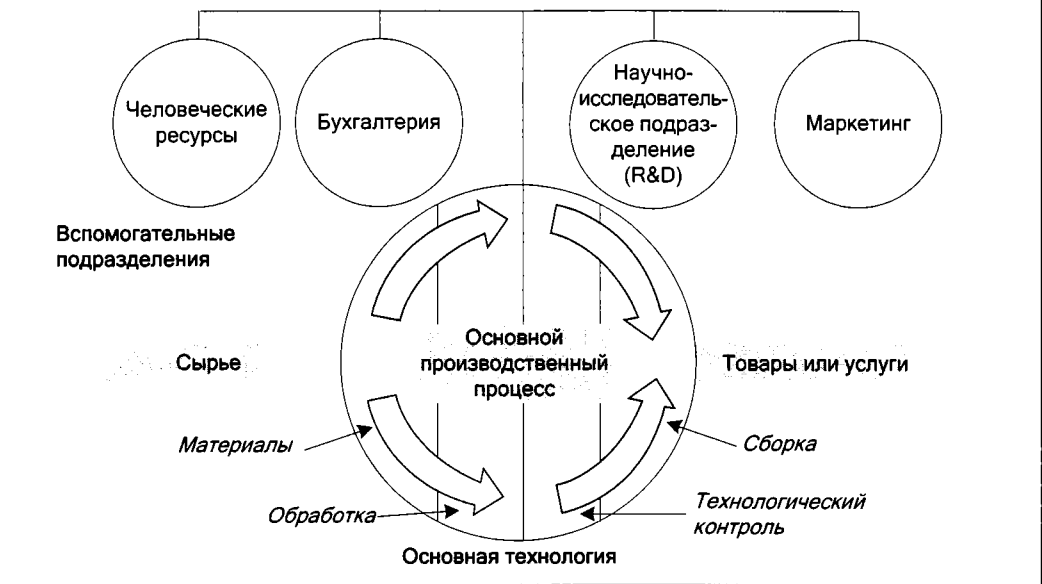 Человеческие
ресурсы
Бухгалтерия
Научно-
исследователь-
ское подраз-
деление
(R&D)
Маркетинг
Вспомогательные
подразделения
Сырье
Основной
производственный
процесс
Товары или услуги
Материалы
Сборка
Обработка
Технологический
контроль
Основная технология